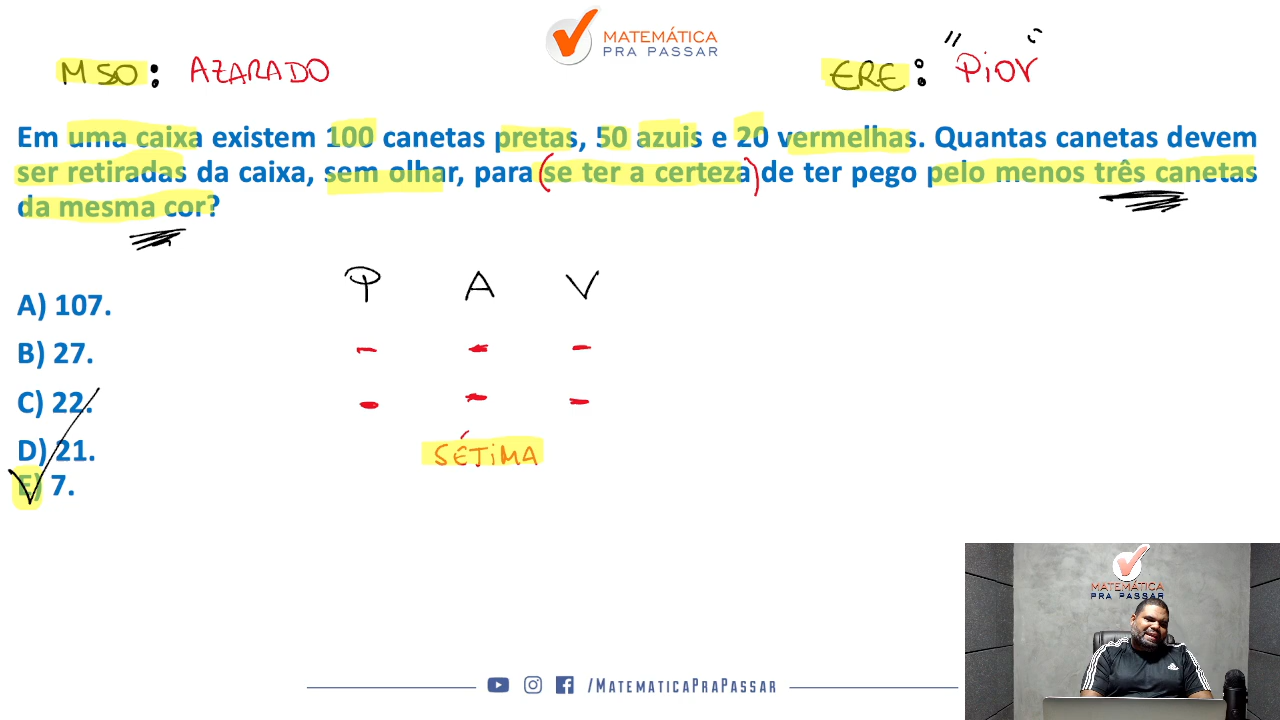 MATEMÁTICA
PRA PASSAR
MSO: AZARADO
ERE: "PIOR"
Em uma caixa existem 100 canetas pretas, 50 azuis e 20 vermelhas. Quantas canetas devem
ser retiradas da caixa, sem olhar, para (se ter a certeza) de ter pego pelo menos três canetas
da mesma cor?
P A V
A) 107.
B) 27.
C) 22.
D) 21.
SÉTIMA
E) 7.
MATEMÁTICA
PRA PASSAR
/MATEMATICAPRAPASSAR